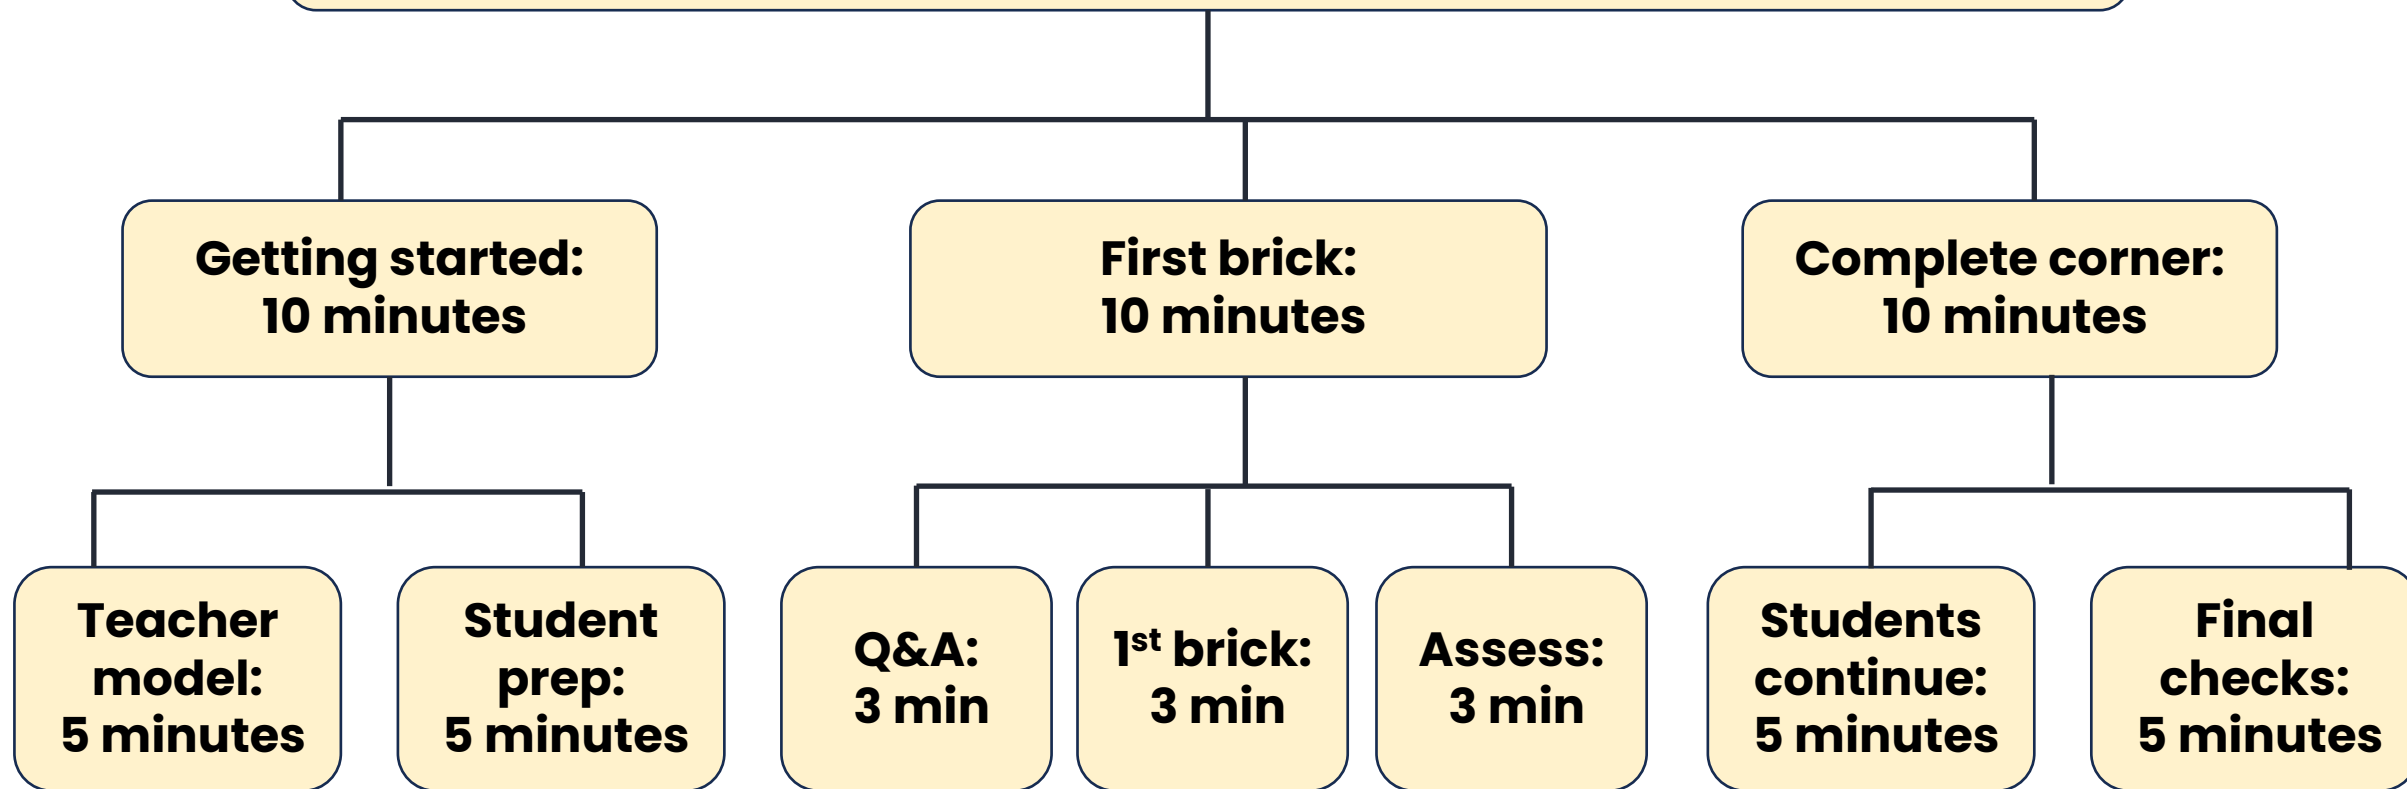 Getting started:
10 minutes
First brick:
10 minutes
Complete corner:
10 minutes
Teacher
model:
5 minutes
Student
prep:
5 minutes
Q&A:
3 min
1st brick:
3 min
Assess:
3 min
Students
continue:
5 minutes
Final
checks:
5 minutes